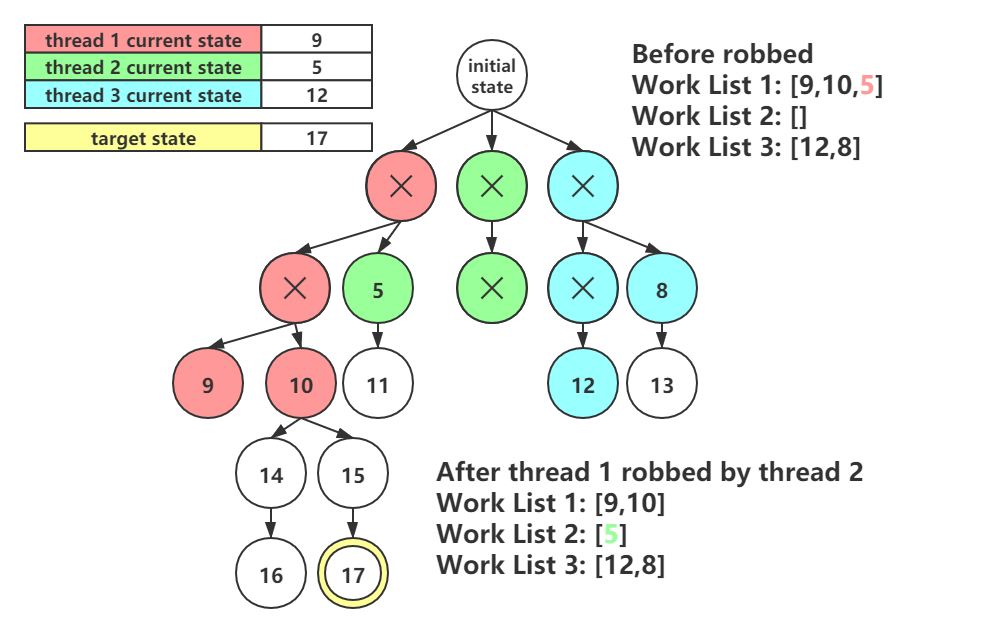 thread 1 current state 9
thread 2 current state 5
thread 3 current state 12
target state 17
initial
state
Before robbed
Work List 1: [9,10,5]
Work List 2: []
Work List 3: [12,8]
5
8
9
10
11
12
13
14
15
16
17
After thread 1 robbed by thread 2
Work List 1: [9,10]
Work List 2: [5]
Work List 3: [12,8]